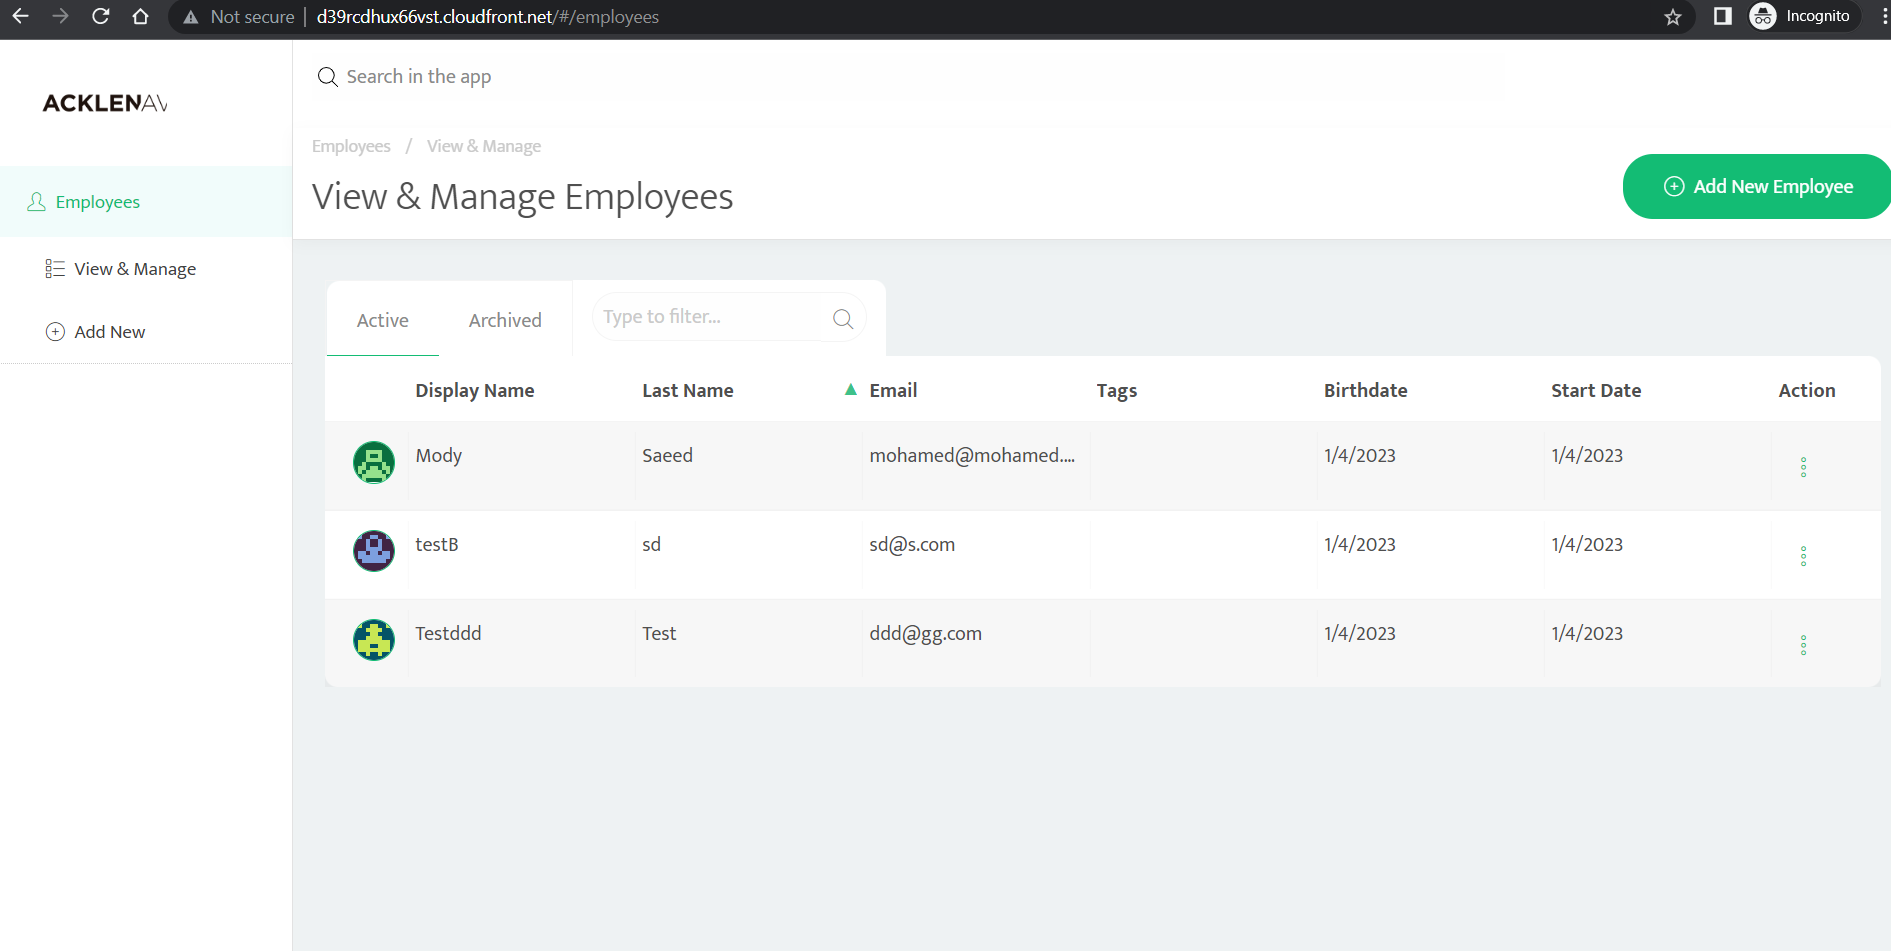 Not secure d39rcdhux66vst.cloudfront.net/#/employees Incognito
ACKLENAV
Search in the app
Employees / View & Manage
View & Manage Employees
Add New Employee
Employees
View & Manage
Add New
Active Archived Type to filter...
Display Name Last Name Email Tags Birthdate Start Date Action
Mody Saeed mohamed@mohamed.... 1/4/2023 1/4/2023
testB sd sd@s.com 1/4/2023 1/4/2023
Testddd Test ddd@gg.com 1/4/2023 1/4/2023